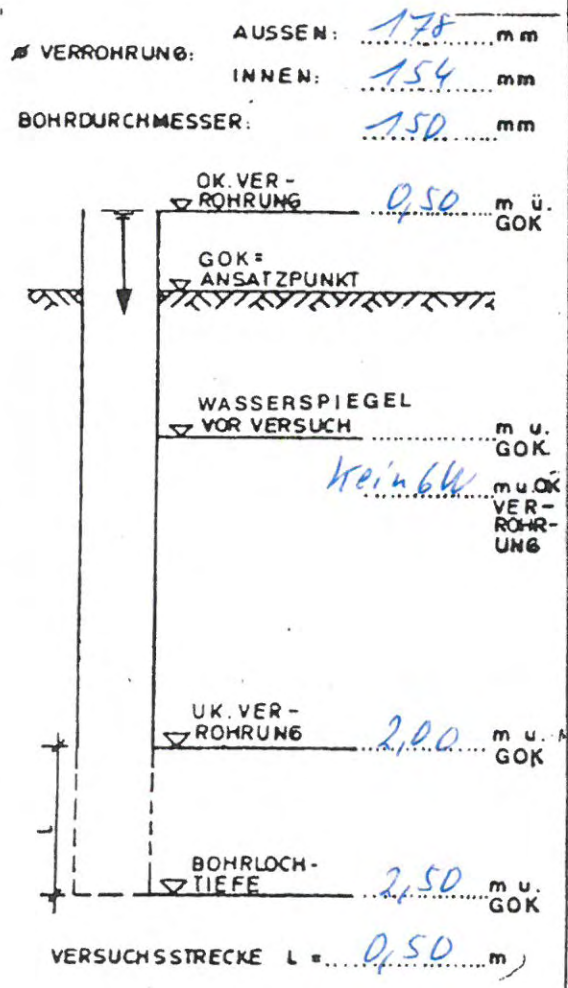 AUSSEN: 178 mm
ø VERROHRUNG:
INNEN: 154 mm
BOHRDURCHMESSER: 150 mm
OK. VER-
ROHRUNG 0,50 m ü.
GOK
GOK =
ANSATZPUNKT
WASSERSPIEGEL
VOR VERSUCH m u.
GOK.
kein GW m u. OK
VER-
ROHR-
UNG
UK. VER-
ROHRUNG 2,00 m u.
GOK
L
BOHRLOCH-
TIEFE 2,50 m u.
GOK
VERSUCHSSTRECKE L = 0,50 m